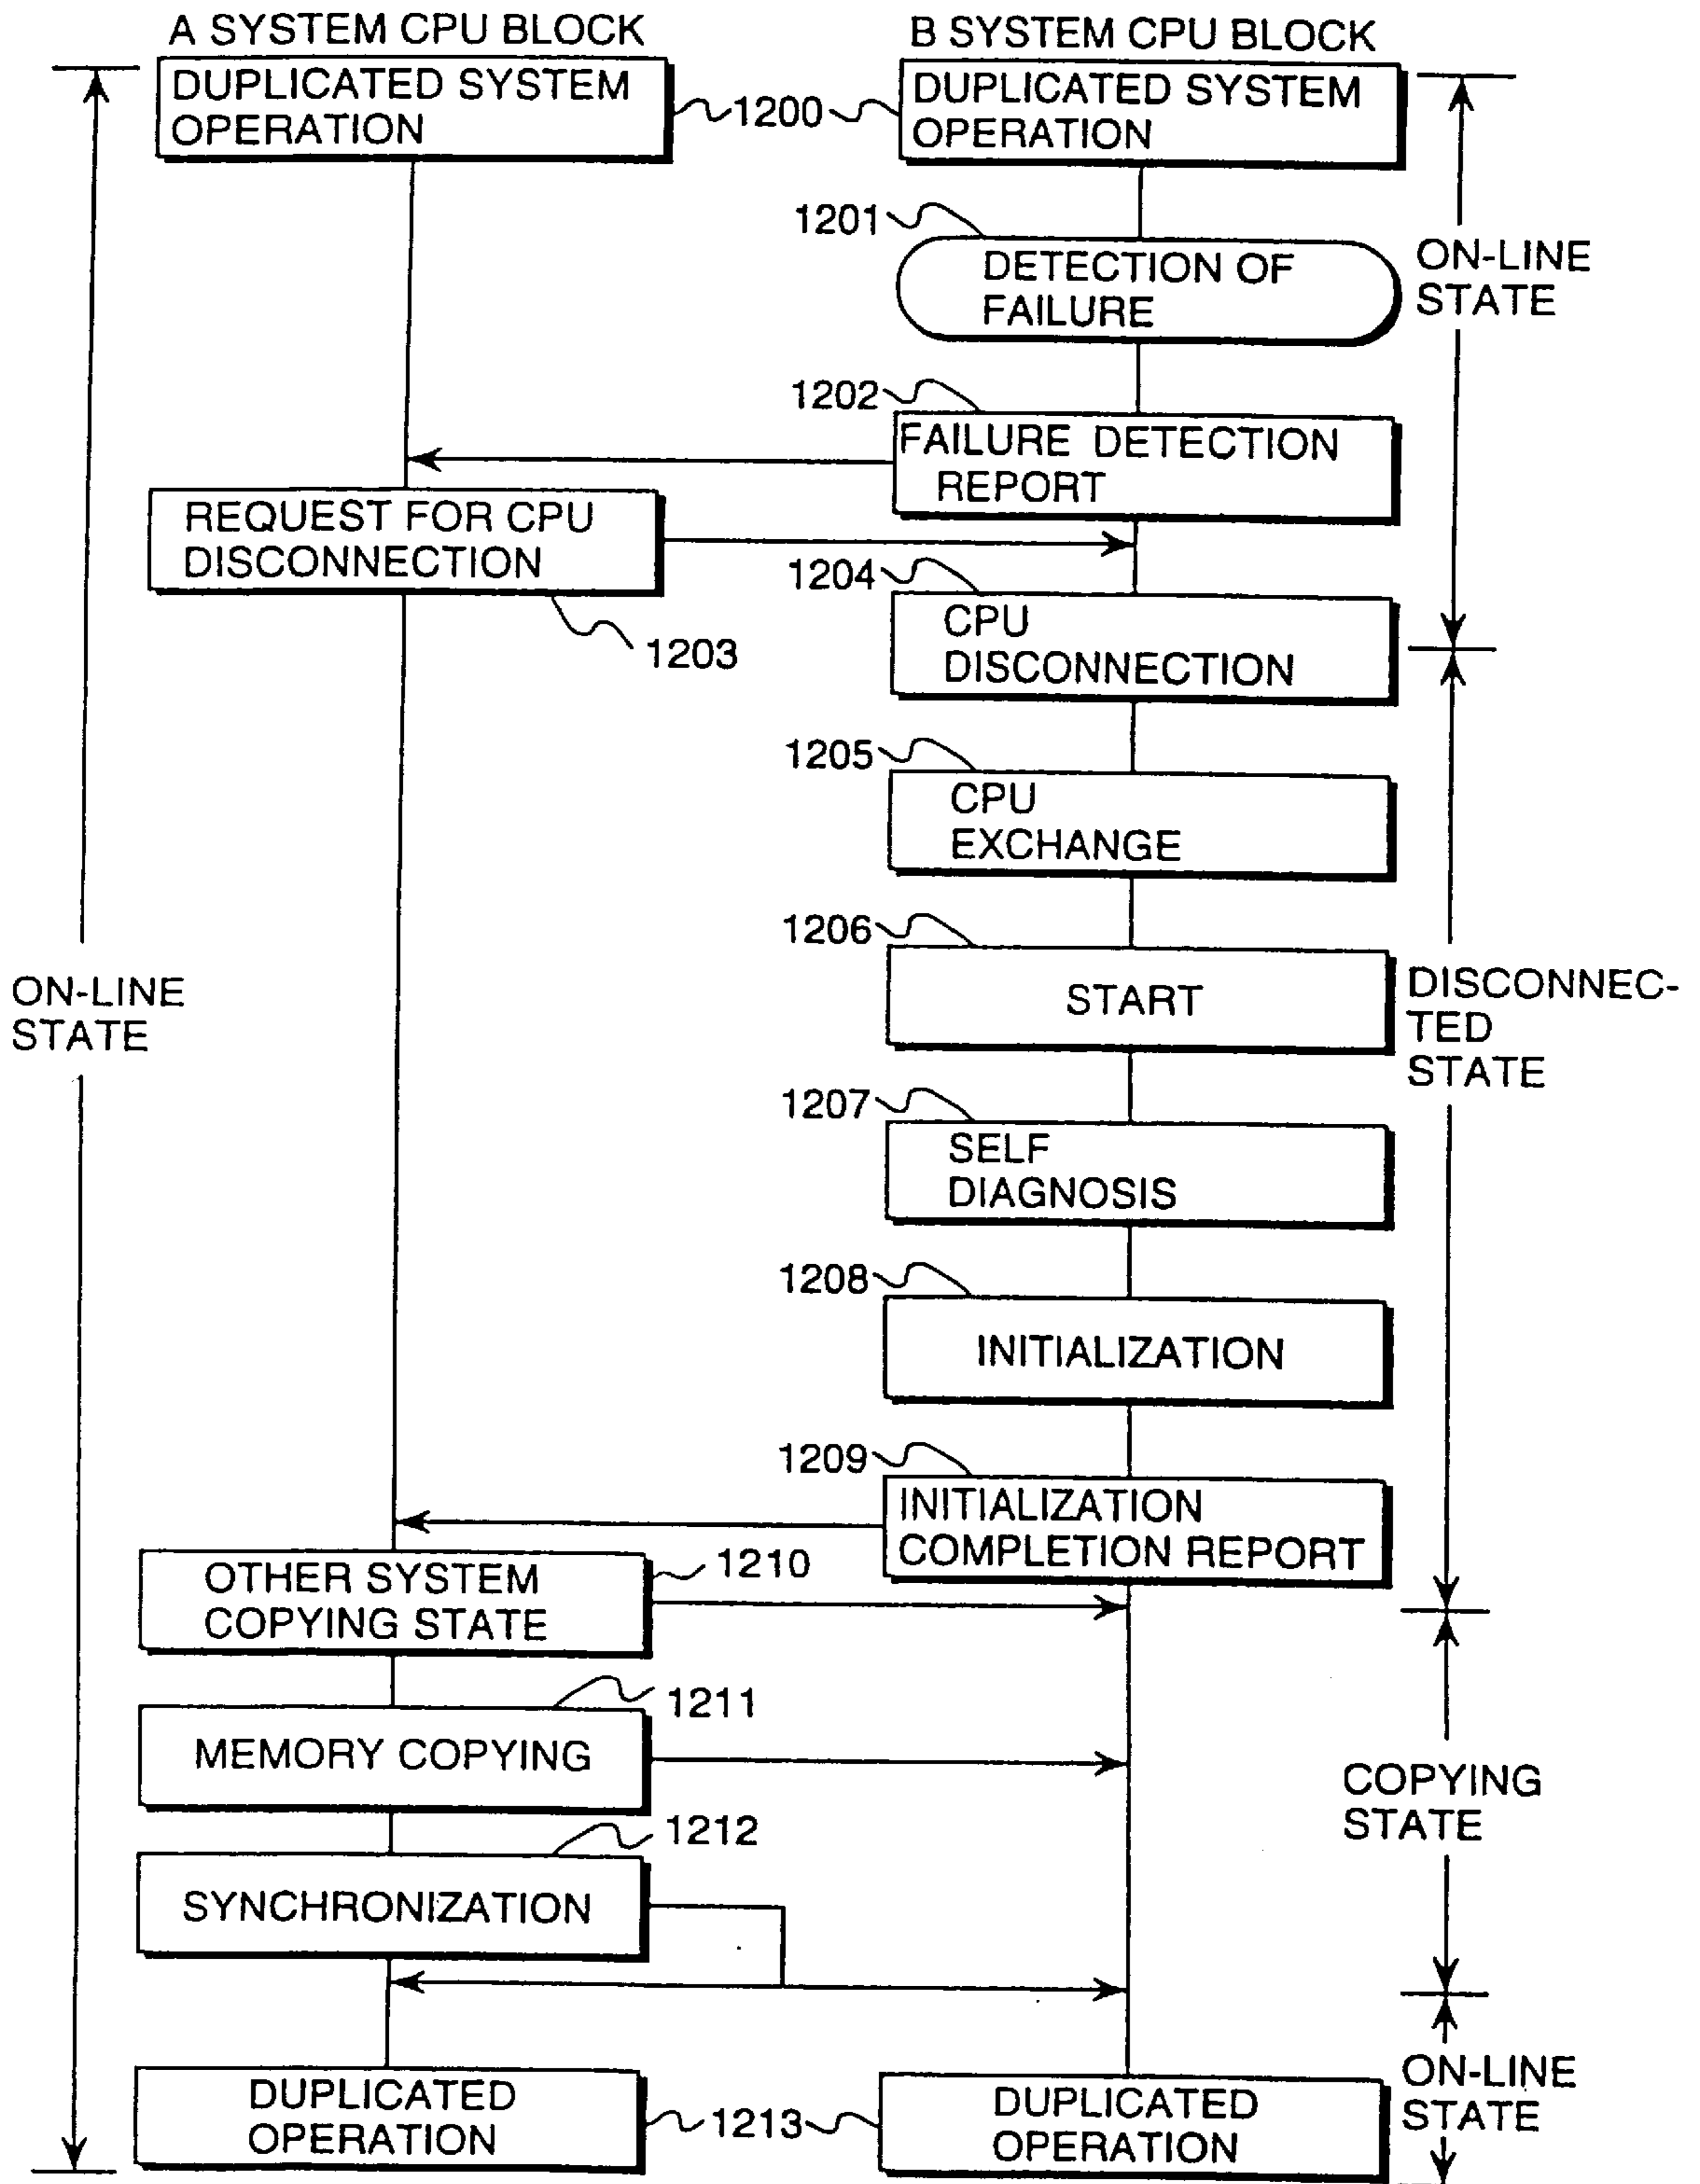 A SYSTEM CPU BLOCK
B SYSTEM CPU BLOCK
DUPLICATED SYSTEM
OPERATION
1200
DUPLICATED SYSTEM
OPERATION
1201
DETECTION OF
FAILURE
ON-LINE
STATE
1202
FAILURE DETECTION
REPORT
REQUEST FOR CPU
DISCONNECTION
1203
1204
CPU
DISCONNECTION
1205
CPU
EXCHANGE
1206
START
ON-LINE
STATE
DISCONNEC-
TED
STATE
1207
SELF
DIAGNOSIS
1208
INITIALIZATION
1209
INITIALIZATION
COMPLETION REPORT
OTHER SYSTEM
COPYING STATE
1210
1211
MEMORY COPYING
COPYING
STATE
1212
SYNCHRONIZATION
DUPLICATED
OPERATION
1213
DUPLICATED
OPERATION
ON-LINE
STATE